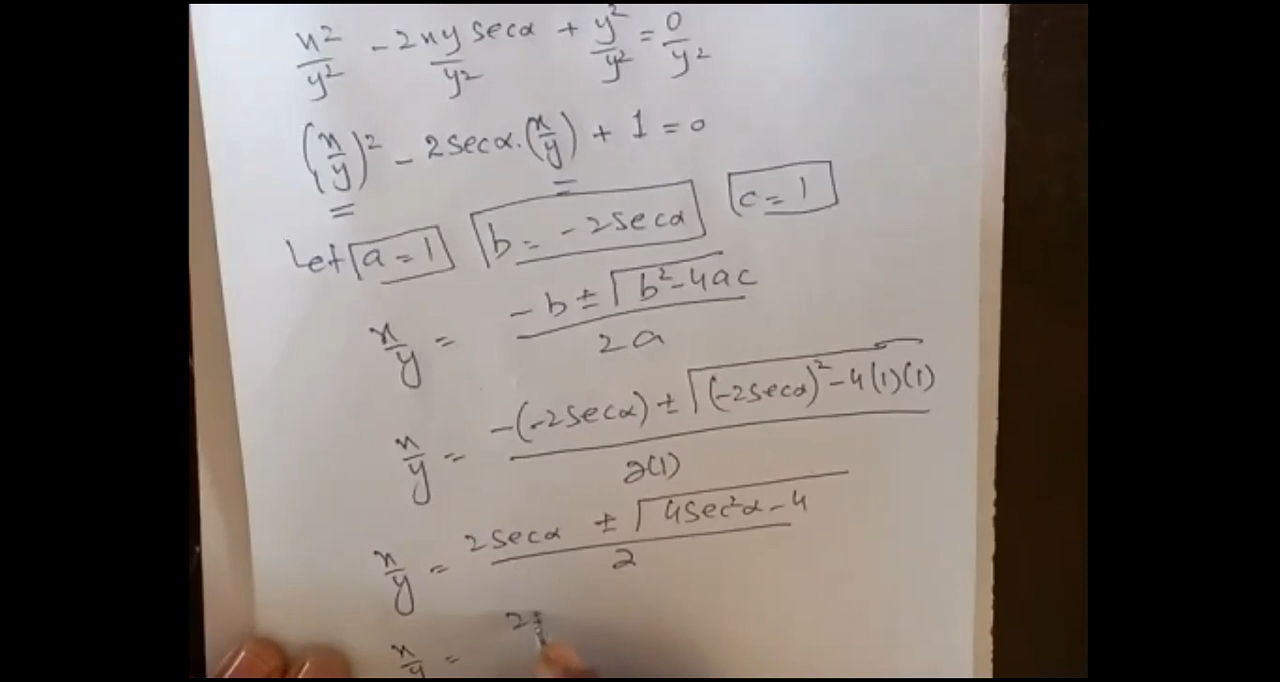 x²/y² - 2xy secα/y² + y²/y² = 0/y²
(x/y)² - 2secα.(x/y) + 1 = 0
Let a = 1 b = -2secα c = 1
x/y = (-b ± √(b²-4ac))/2a
x/y = (-(-2secα) ± √((-2secα)²-4(1)(1)))/2(1)
x/y = (2secα ± √(4sec²α-4))/2
x/y = 2